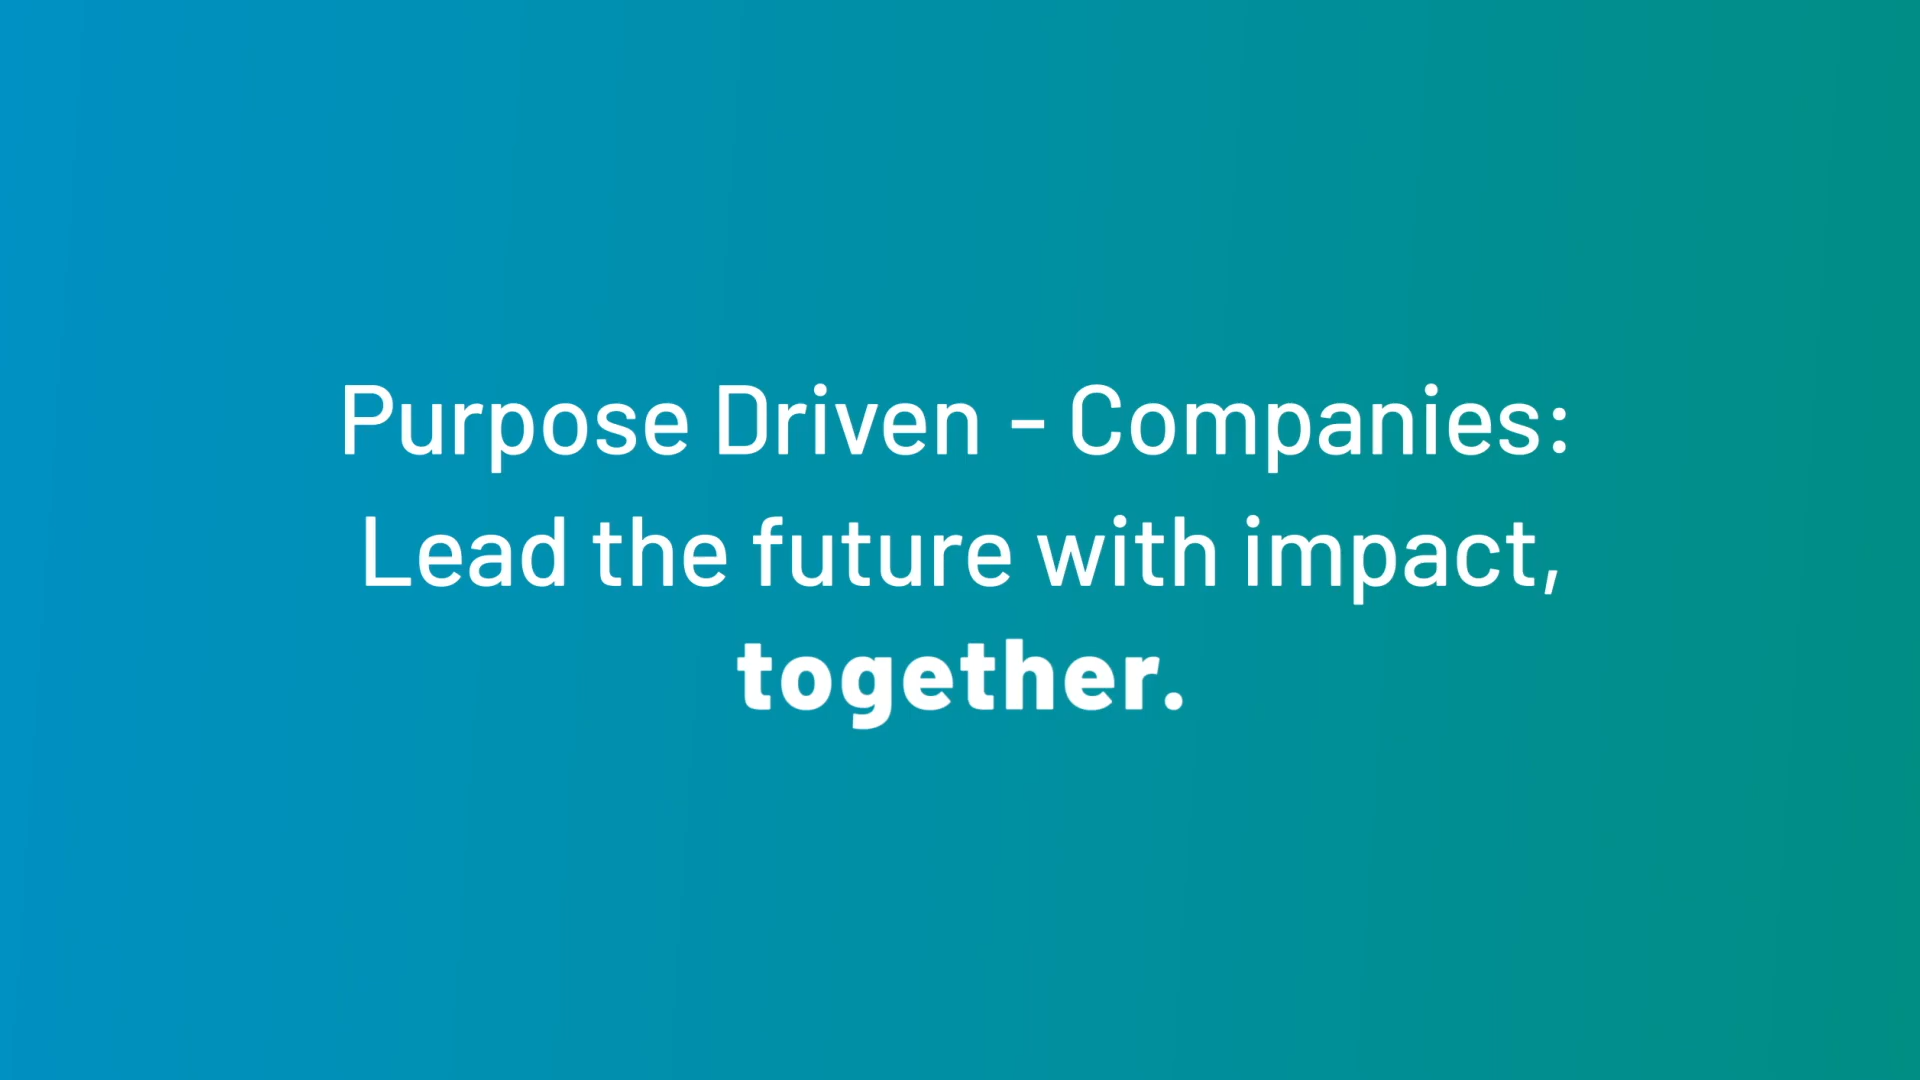 Purpose Driven - Companies:
Lead the future with impact,
together.